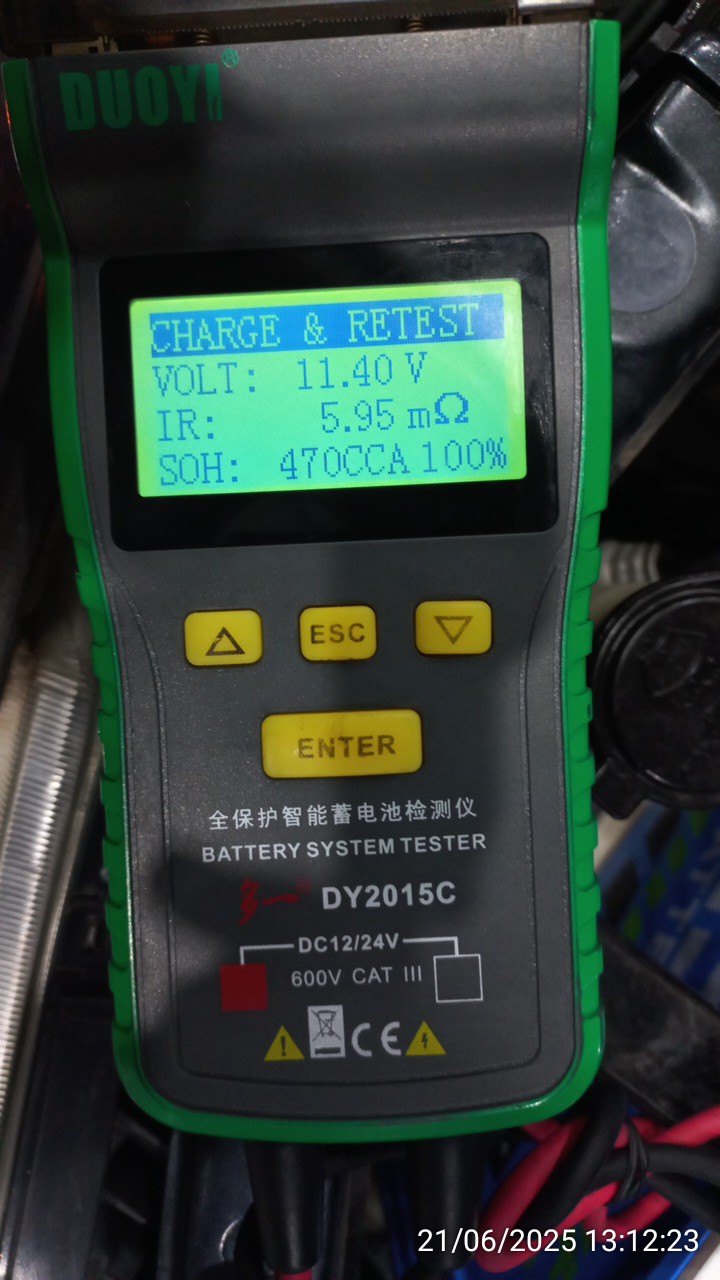 DUOYI®
CHARGE & RETEST
VOLT: 11.40 V
IR: 5.95 mΩ
SOH: 470CCA 100%
ESC
ENTER
全保护智能蓄电池检测仪
BATTERY SYSTEM TESTER
多一® DY2015C
DC12/24V
600V CAT III
CE
21/06/2025 13:12:23